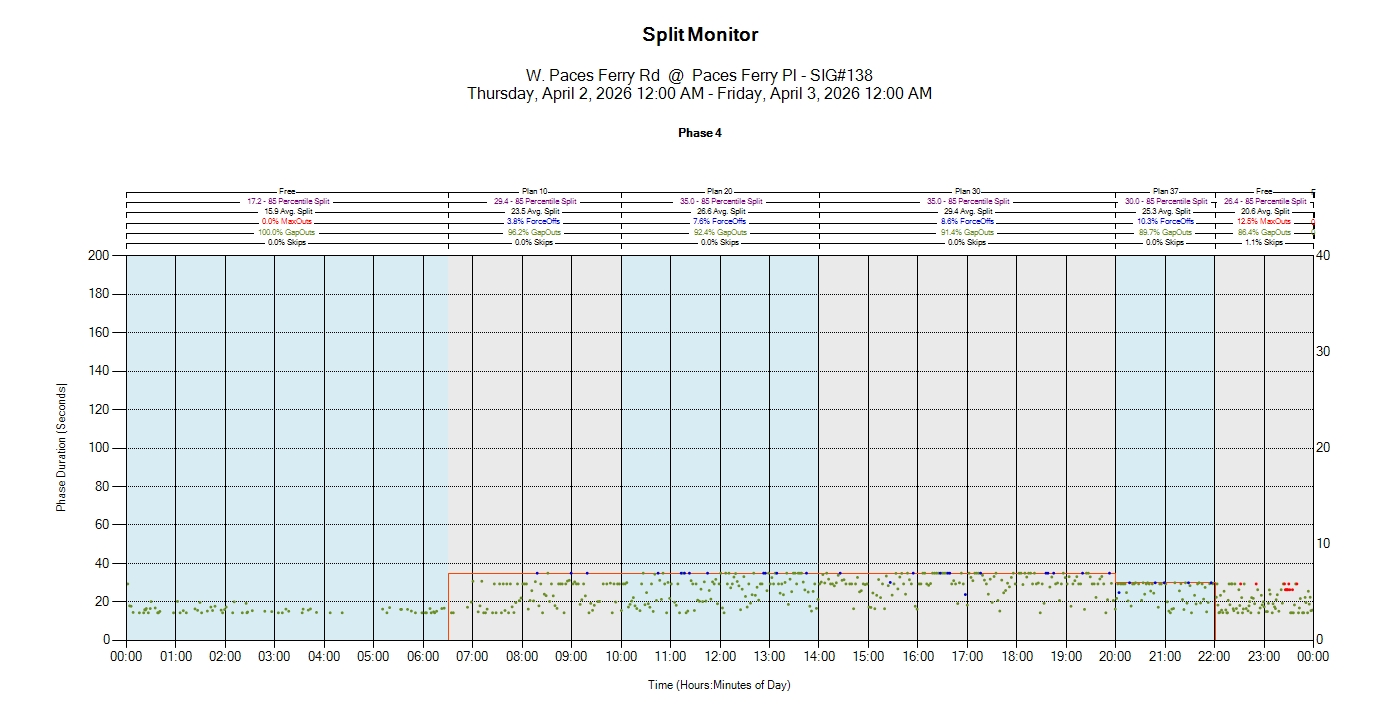 Split Monitor
W. Paces Ferry Rd @ Paces Ferry Pl - SIG#138
Thursday, April 2, 2026 12:00 AM - Friday, April 3, 2026 12:00 AM
Phase 4
Free Plan 10 Plan 20 Plan 30 Plan 37 Free
17.2 - 85 Percentile Split 29.4 - 85 Percentile Split 35.0 - 85 Percentile Split 35.0 - 85 Percentile Split 30.0 - 85 Percentile Split 26.4 - 85 Percentile Split
15.9 Avg. Split 23.5 Avg. Split 26.6 Avg. Split 29.4 Avg. Split 25.3 Avg. Split 20.6 Avg. Split
0.0% MaxOuts 3.8% ForceOffs 7.6% ForceOffs 8.6% ForceOffs 10.3% ForceOffs 12.5% MaxOuts
100.0% GapOuts 96.2% GapOuts 92.4% GapOuts 91.4% GapOuts 89.7% GapOuts 86.4% GapOuts
0.0% Skips 0.0% Skips 0.0% Skips 0.0% Skips 0.0% Skips 1.1% Skips
200 40
180
160
30
140
120
100 20
80
60
10
40
20
0 0
Phase Duration (Seconds)
00:00 01:00 02:00 03:00 04:00 05:00 06:00 07:00 08:00 09:00 10:00 11:00 12:00 13:00 14:00 15:00 16:00 17:00 18:00 19:00 20:00 21:00 22:00 23:00 00:00
Time (Hours:Minutes of Day)